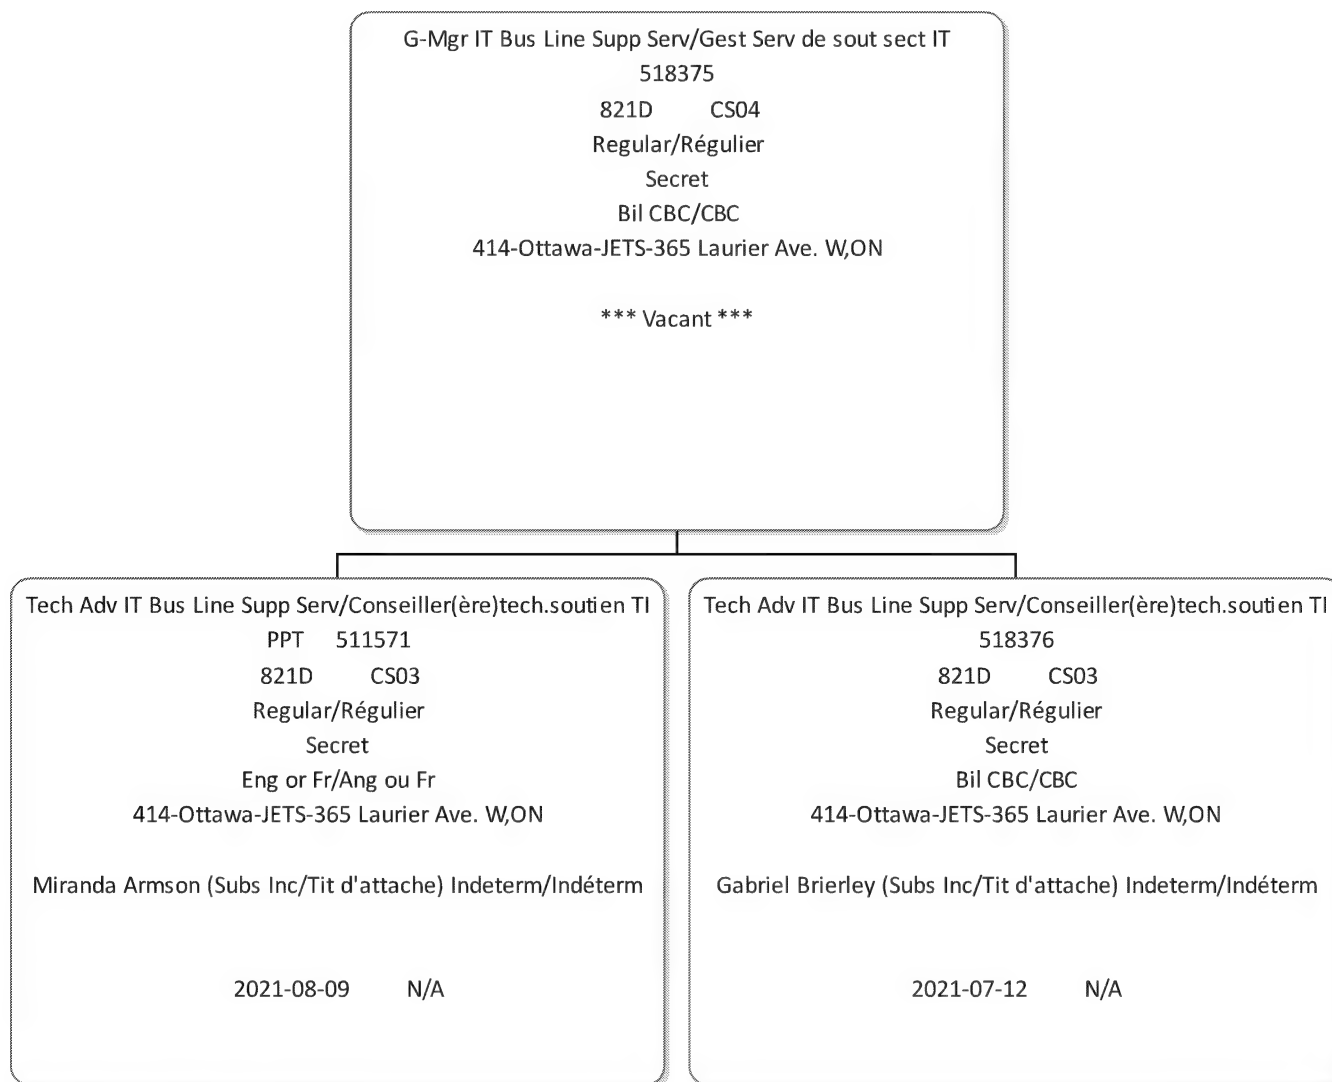 G-Mgr IT Bus Line Supp Serv/Gest Serv de sout sect IT
518375
821D CS04
Regular/Régulier
Secret
Bil CBC/CBC
414-Ottawa-JETS-365 Laurier Ave. W,ON
*** Vacant ***
Tech Adv IT Bus Line Supp Serv/Conseiller(ère)tech.soutien TI
PPT 511571
821D CS03
Regular/Régulier
Secret
Eng or Fr/Ang ou Fr
414-Ottawa-JETS-365 Laurier Ave. W,ON
Miranda Armson (Subs Inc/Tit d'attache) Indeterm/Indéterm
2021-08-09 N/A
Tech Adv IT Bus Line Supp Serv/Conseiller(ère)tech.soutien TI
518376
821D CS03
Regular/Régulier
Secret
Bil CBC/CBC
414-Ottawa-JETS-365 Laurier Ave. W,ON
Gabriel Brierley (Subs Inc/Tit d'attache) Indeterm/Indéterm
2021-07-12 N/A